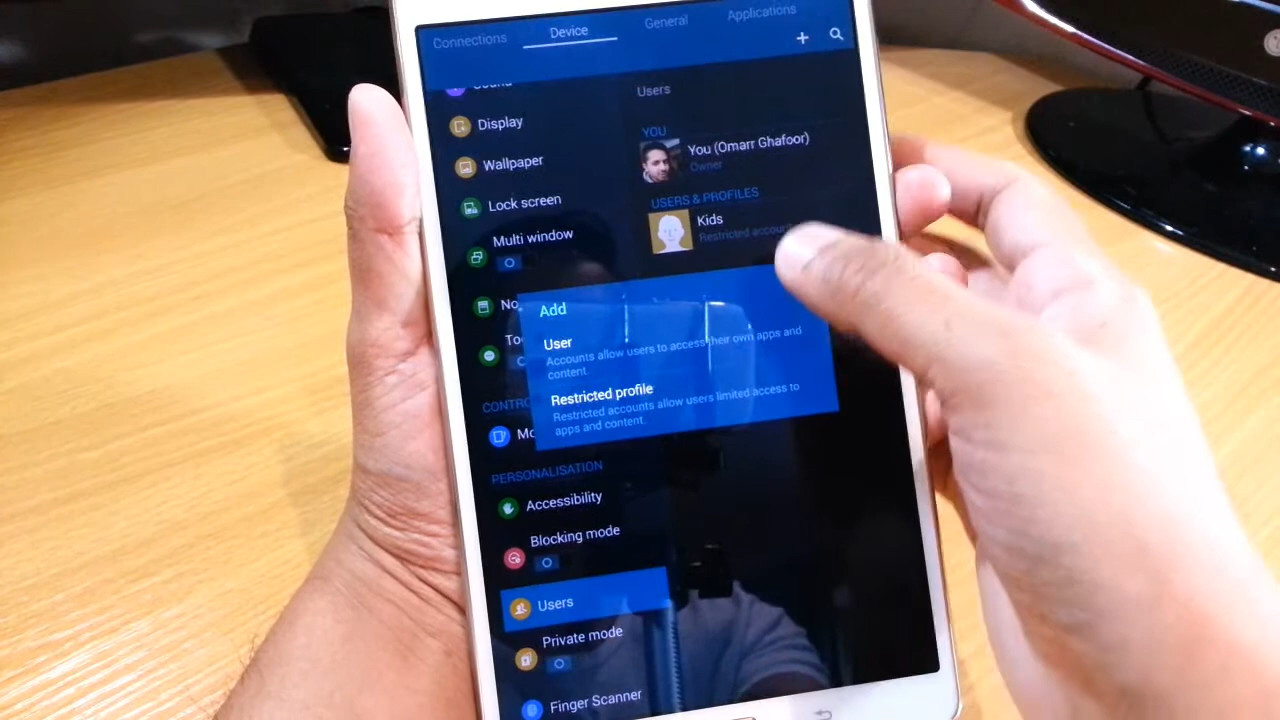 Connections
Device
General
Applications
Sound
Display
Wallpaper
Lock screen
Multi window
No
To
CONTRO
Mo
PERSONALISATION
Accessibility
Blocking mode
Users
Private mode
Finger Scanner
Users
YOU
You (Omarr Ghafoor)
Owner
USERS & PROFILES
Kids
Restricted accou
Add
User
Accounts allow users to access their own apps and
content.
Restricted profile
Restricted accounts allow users limited access to
apps and content.